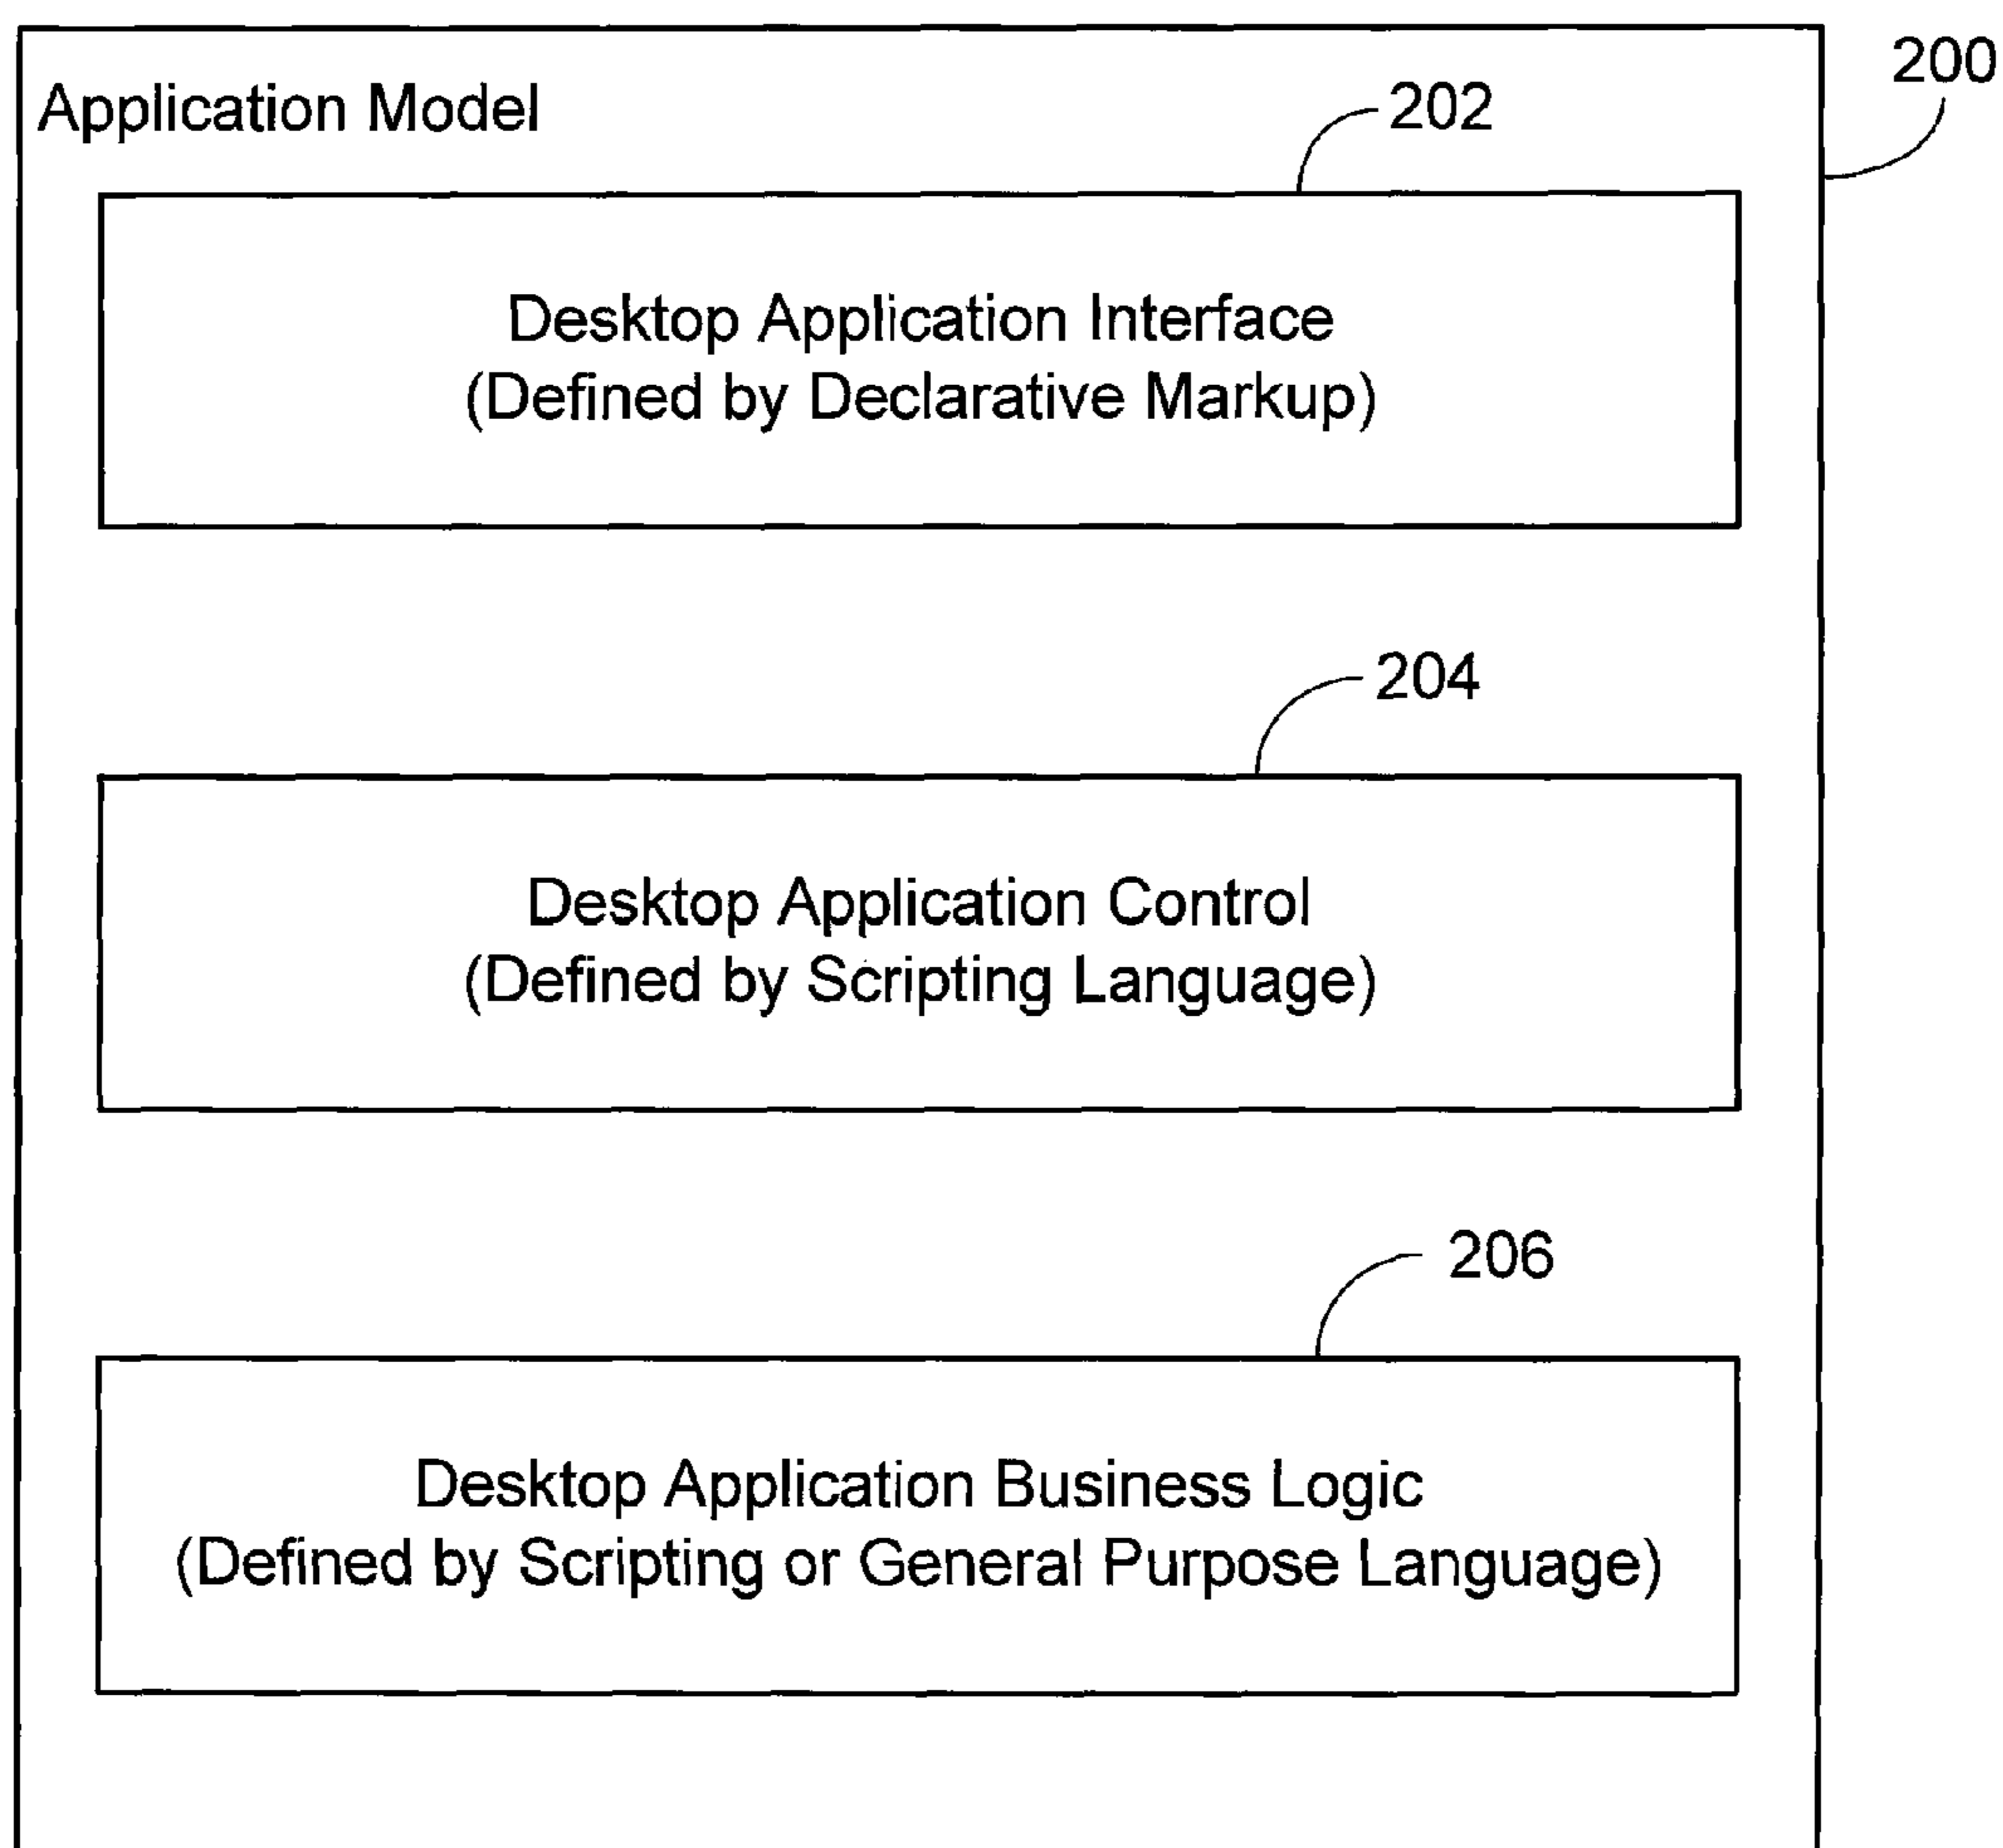 200
Application Model
202
Desktop Application Interface
(Defined by Declarative Markup)
204
Desktop Application Control
(Defined by Scripting Language)
206
Desktop Application Business Logic
(Defined by Scripting or General Purpose Language)